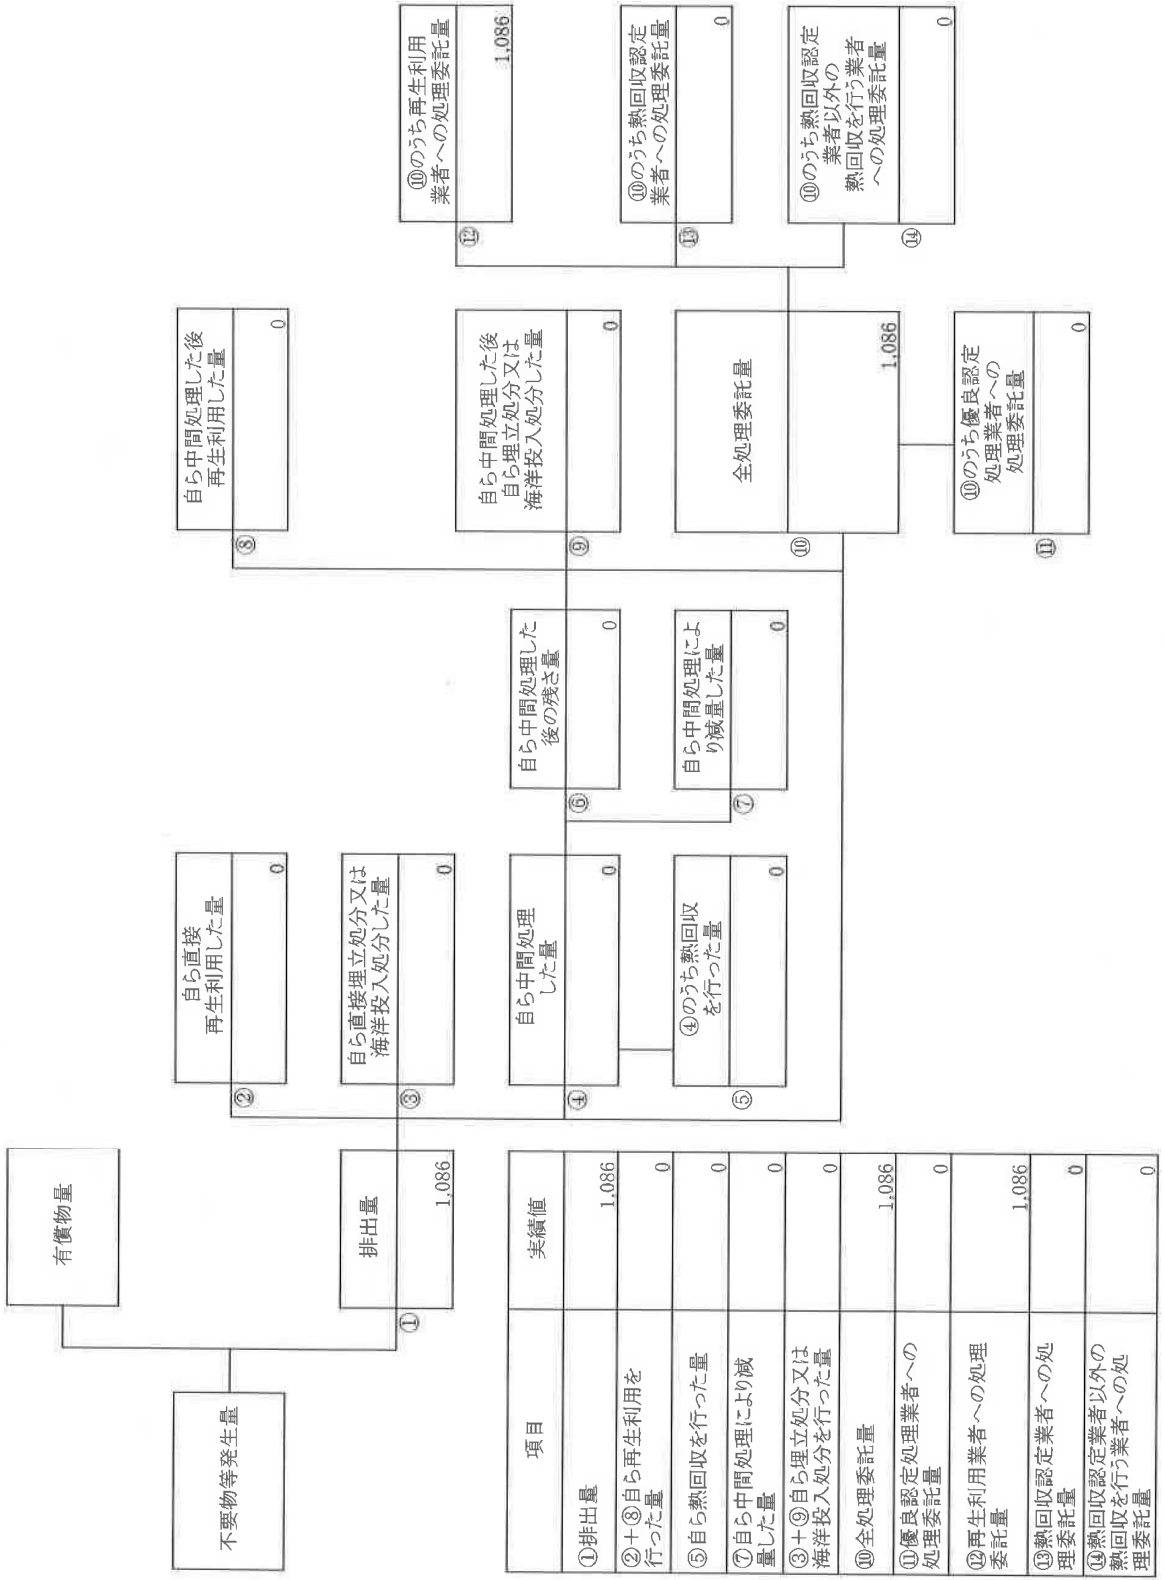 不要物等発生量
有償物量
排出量
①
1,086
自ら直接
再生利用した量
②
0
自ら直接埋立処分又は
海洋投入処分した量
③
0
自ら中間処理
した量
④
0
④のうち熱回収
を行った量
⑤
0
自ら中間処理した
後の残さ量
⑥
0
自ら中間処理によ
り減量した量
⑦
0
自ら中間処理した後
再生利用した量
⑧
0
自ら中間処理した後
自ら埋立処分又は
海洋投入処分した量
⑨
0
全処理委託量
⑩
1,086
⑩のうち優良認定
処理業者への
処理委託量
⑪
0
⑩のうち再生利用
業者への処理委託量
⑫
1,086
⑩のうち熱回収認定
業者への処理委託量
⑬
0
⑩のうち熱回収認定
業者以外の
熱回収を行う業者
への処理委託量
⑭
0
項目 実績値
①排出量 1,086
②+⑧自ら再生利用を
行った量 0
⑤自ら熱回収を行った量 0
⑦自ら中間処理により減
量した量 0
③+⑨自ら埋立処分又は
海洋投入処分を行った量 0
⑩全処理委託量 1,086
⑪優良認定処理業者への
処理委託量 0
⑫再生利用業者への処理
委託量 1,086
⑬熱回収認定業者への処
理委託量 0
⑭熱回収認定業者以外の
熱回収を行う業者への処
理委託量 0